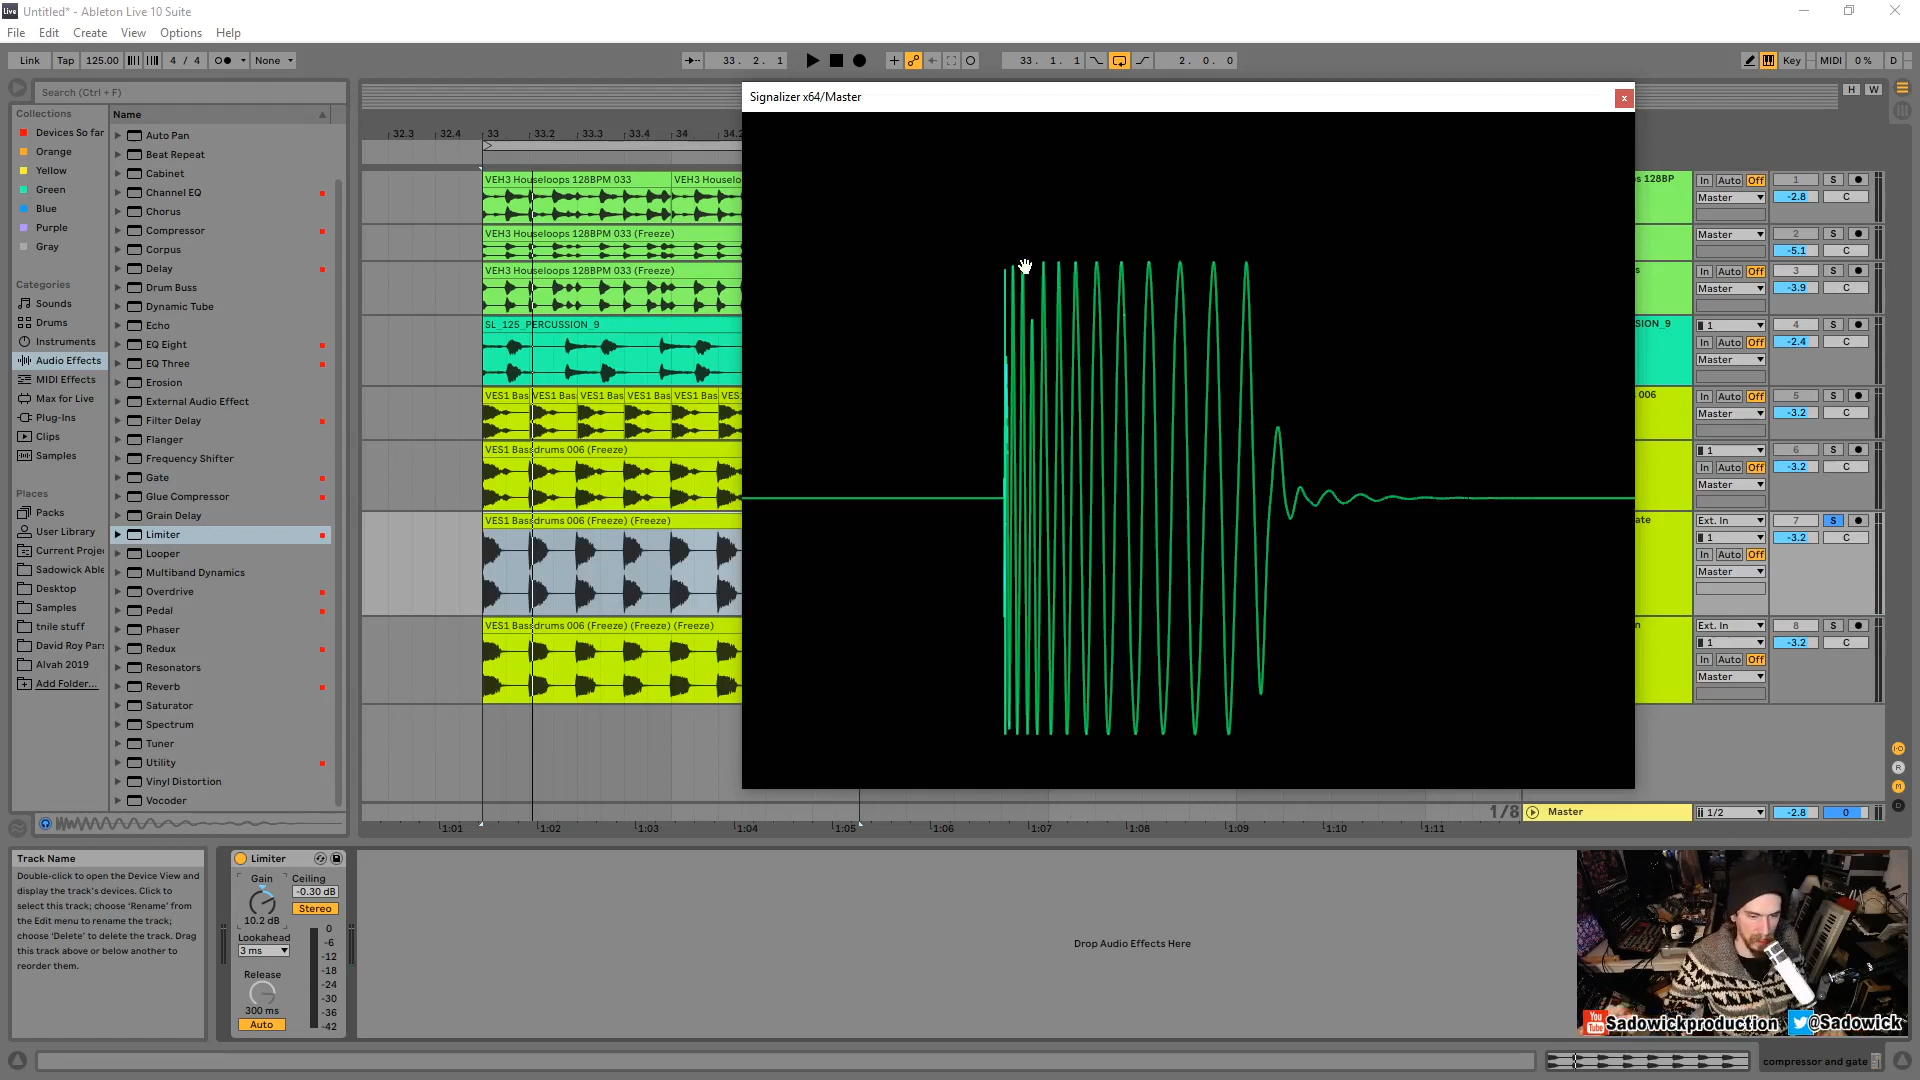 Untitled* - Ableton Live 10 Suite
File Edit Create View Options Help
Link Tap 125.00 4 / 4 None 33. 2. 1 33. 1. 1 2. 0. 0 Key MIDI 0 % D
Search (Ctrl + F)
Collections
Devices So far
Orange
Yellow
Green
Blue
Purple
Gray
Categories
Sounds
Drums
Instruments
Audio Effects
MIDI Effects
Max for Live
Plug-Ins
Clips
Samples
Places
Packs
User Library
Current Projec
Sadowick Able
Desktop
Samples
tnile stuff
David Roy Pars
Alvah 2019
Add Folder...
Name
Auto Pan
Beat Repeat
Cabinet
Channel EQ
Chorus
Compressor
Corpus
Delay
Drum Buss
Dynamic Tube
Echo
EQ Eight
EQ Three
Erosion
External Audio Effect
Filter Delay
Flanger
Frequency Shifter
Gate
Glue Compressor
Grain Delay
Limiter
Looper
Multiband Dynamics
Overdrive
Pedal
Phaser
Redux
Resonators
Reverb
Saturator
Spectrum
Tuner
Utility
Vinyl Distortion
Vocoder
32.3 32.4 33 33.2 33.3 33.4 34 34.2
Signalizer x64/Master
x
H W
VEH3 Houseloops 128BPM 033 VEH3 Houselo
VEH3 Houseloops 128BPM 033 (Freeze)
VEH3 Houseloops 128BPM 033 (Freeze)
SL_125_PERCUSSION_9
VES1 Bas VES1 Bas VES1 Bas VES1 Bas VES1 Bas VES1
VES1 Bassdrums 006 (Freeze)
VES1 Bassdrums 006 (Freeze) (Freeze)
VES1 Bassdrums 006 (Freeze) (Freeze) (Freeze)
s 128BP In Auto Off 1 S
Master -2.8 C
Master 2 S
-5.1 C
s In Auto Off 3 S
Master -3.9 C
SION_9 1 4 S
In Auto Off -2.4 C
Master
006 In Auto Off 5 S
Master -3.2 C
1 6 S
In Auto Off -3.2 C
Master
ate Ext. In 7 S
1 -3.2 C
In Auto Off
Master
n Ext. In 8 S
1 -3.2 C
In Auto Off
Master
1/8 Master 1/2 -2.8 0
1:01 1:02 1:03 1:04 1:05 1:06 1:07 1:08 1:09 1:10 1:11
Track Name
Double-click to open the Device View and
display the track's devices. Click to
select this track; choose 'Rename' from
the Edit menu to rename the track;
choose 'Delete' to delete the track. Drag
this track above or below another to
reorder them.
Limiter
Gain Ceiling
-0.30 dB
Stereo
10.2 dB
Lookahead
3 ms
Release
300 ms
Auto
0
-6
-12
-18
-24
-30
-36
-42
Drop Audio Effects Here
You Tube Sadowickproduction @Sadowick
compressor and gate